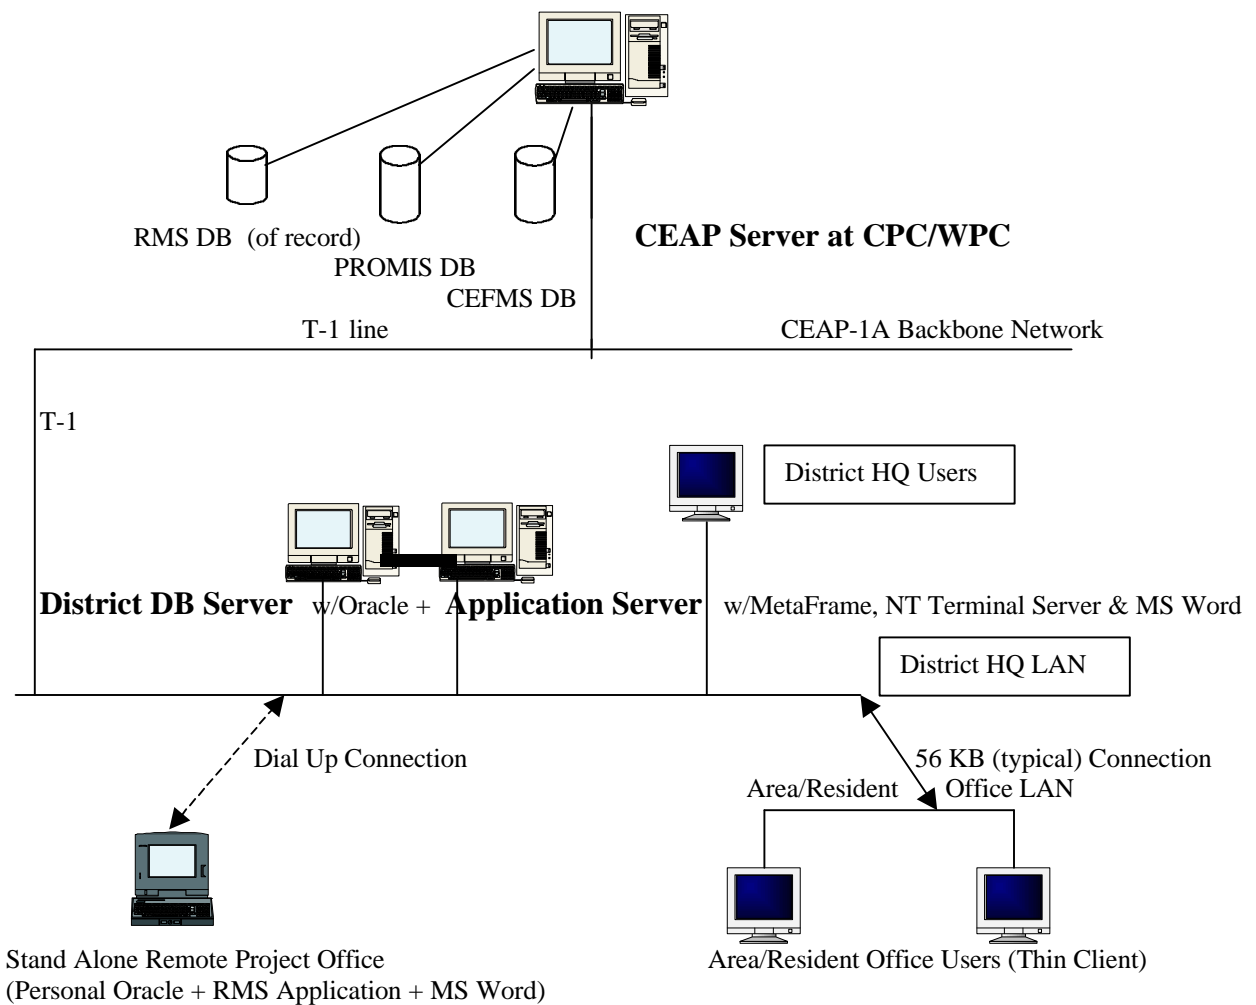 RMS DB (of record)
CEAP Server at CPC/WPC
PROMIS DB
CEFMS DB
T-1 line
CEAP-1A Backbone Network
T-1
District HQ Users
District DB Server w/Oracle + Application Server w/MetaFrame, NT Terminal Server & MS Word
District HQ LAN
Dial Up Connection
56 KB (typical) Connection
Area/Resident Office LAN
Stand Alone Remote Project Office
(Personal Oracle + RMS Application + MS Word)
Area/Resident Office Users (Thin Client)